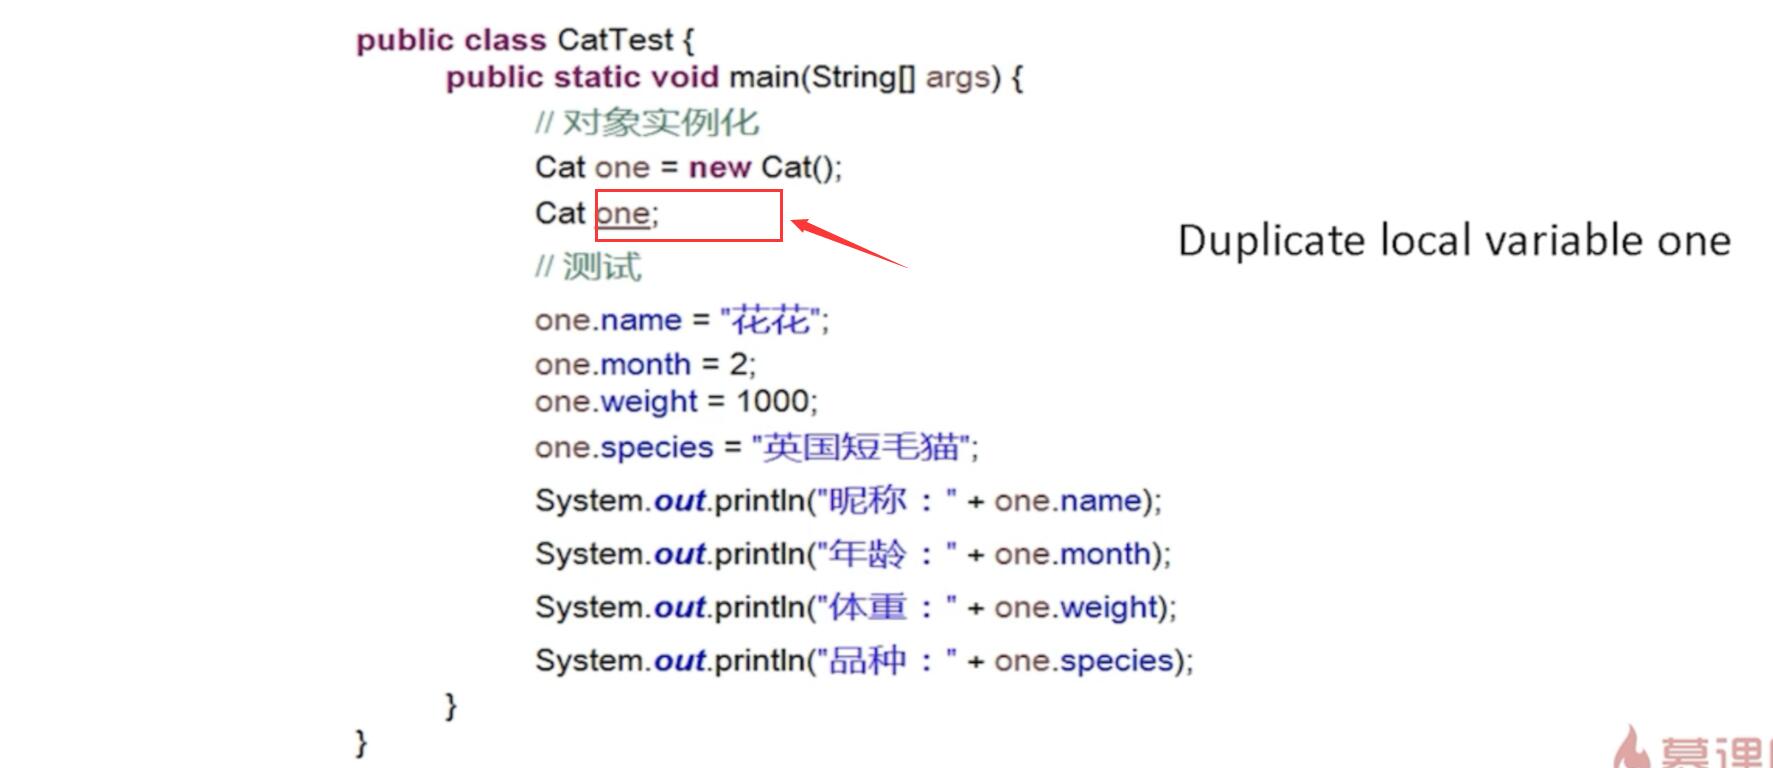 public class CatTest {
public static void main(String[] args) {
// 对象实例化
Cat one = new Cat();
Cat one;
Duplicate local variable one
// 测试
one.name = "花花";
one.month = 2;
one.weight = 1000;
one.species = "英国短毛猫";
System.out.println("昵称：" + one.name);
System.out.println("年龄：" + one.month);
System.out.println("体重：" + one.weight);
System.out.println("品种：" + one.species);
}
}
慕课